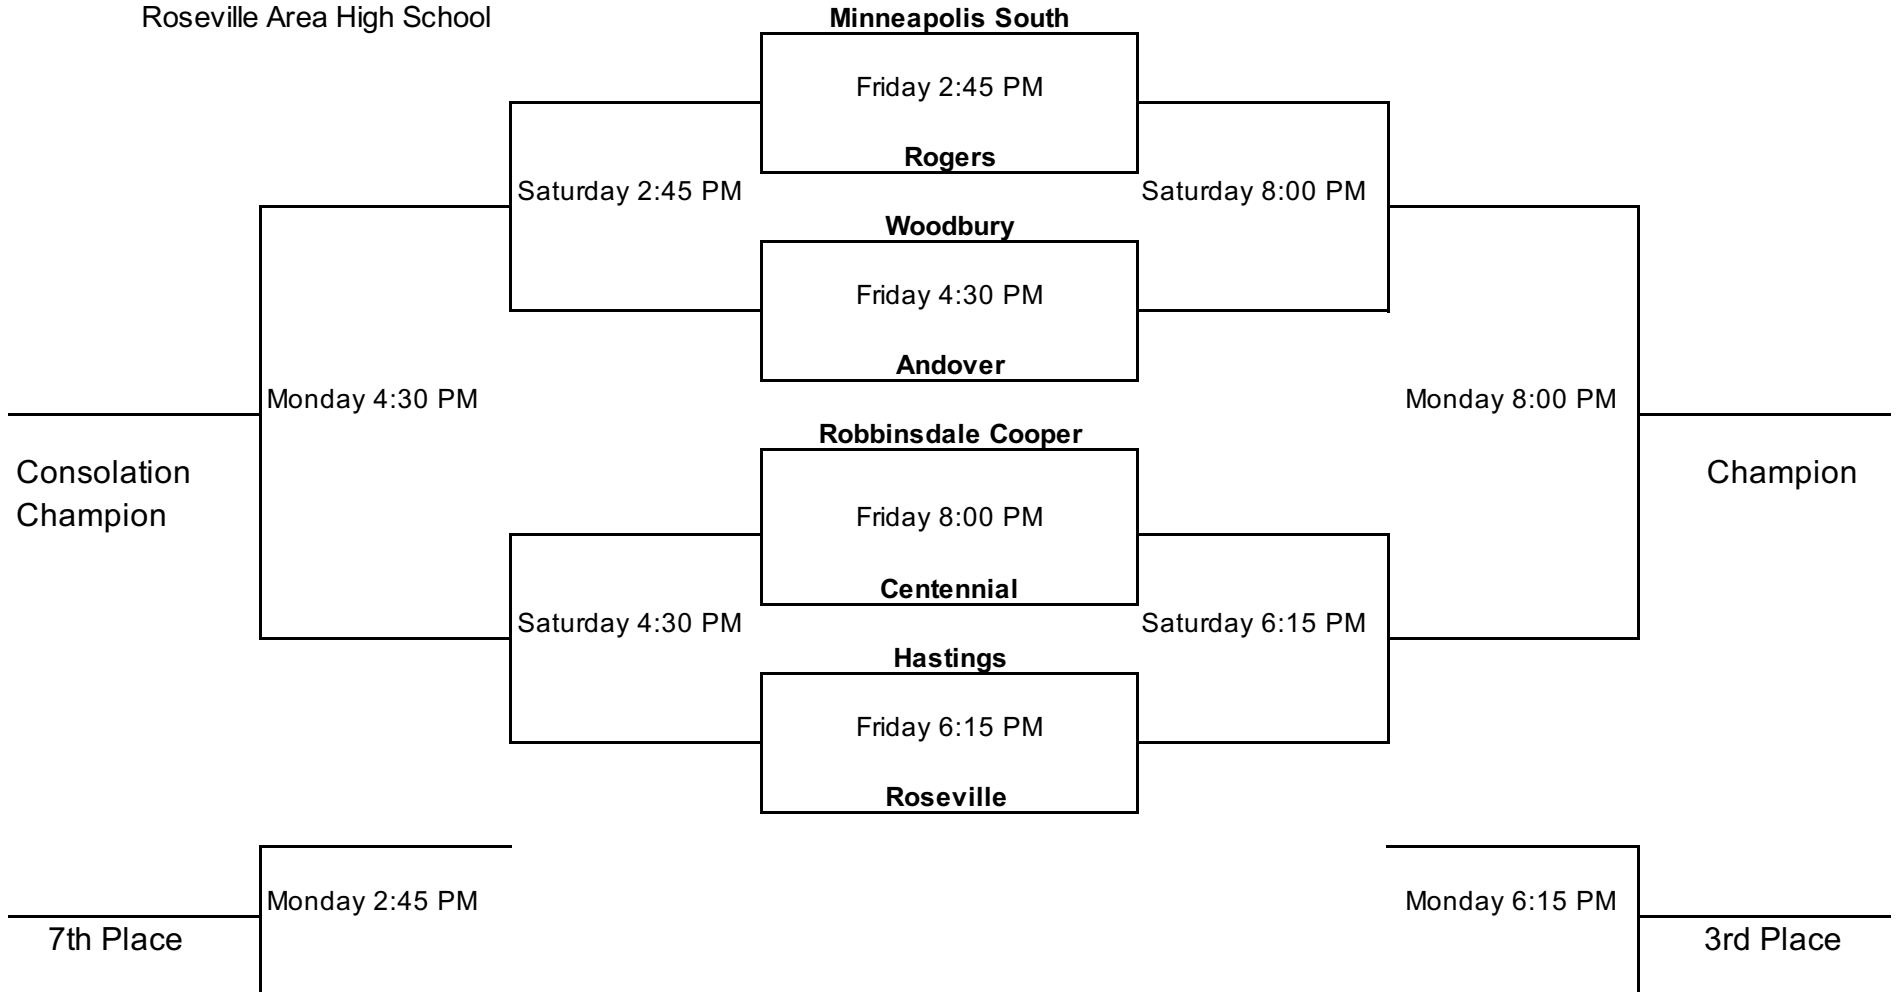 Roseville Area High School
Minneapolis South
Friday 2:45 PM
Rogers
Saturday 2:45 PM
Saturday 8:00 PM
Woodbury
Friday 4:30 PM
Andover
Monday 4:30 PM
Monday 8:00 PM
Robbinsdale Cooper
Consolation
Champion
Champion
Friday 8:00 PM
Centennial
Saturday 4:30 PM
Saturday 6:15 PM
Hastings
Friday 6:15 PM
Roseville
Monday 2:45 PM
Monday 6:15 PM
7th Place
3rd Place